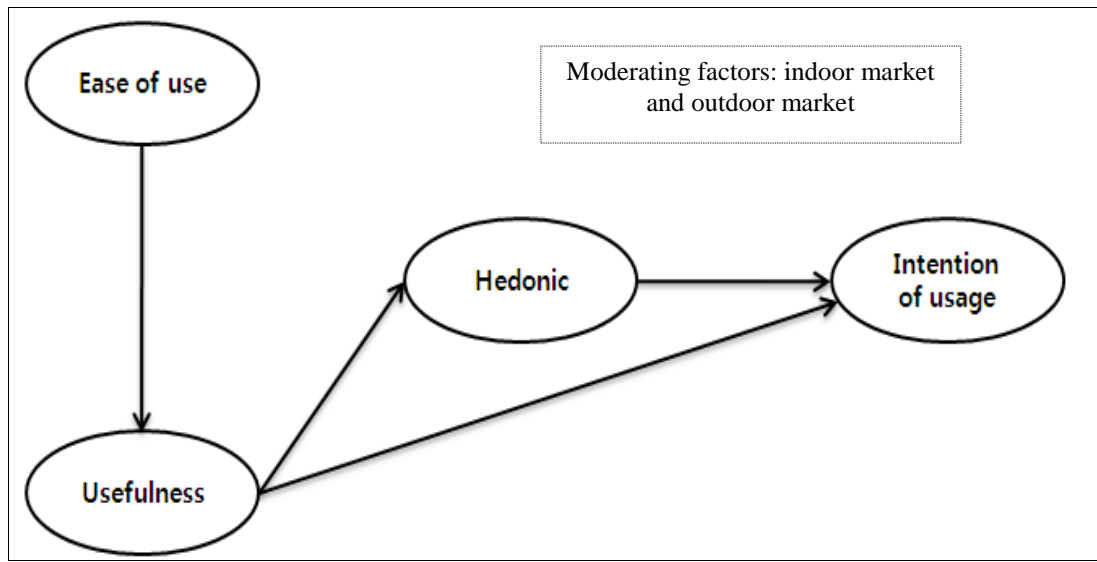 Ease of use
Moderating factors: indoor market
and outdoor market
Hedonic
Intention
of usage
Usefulness